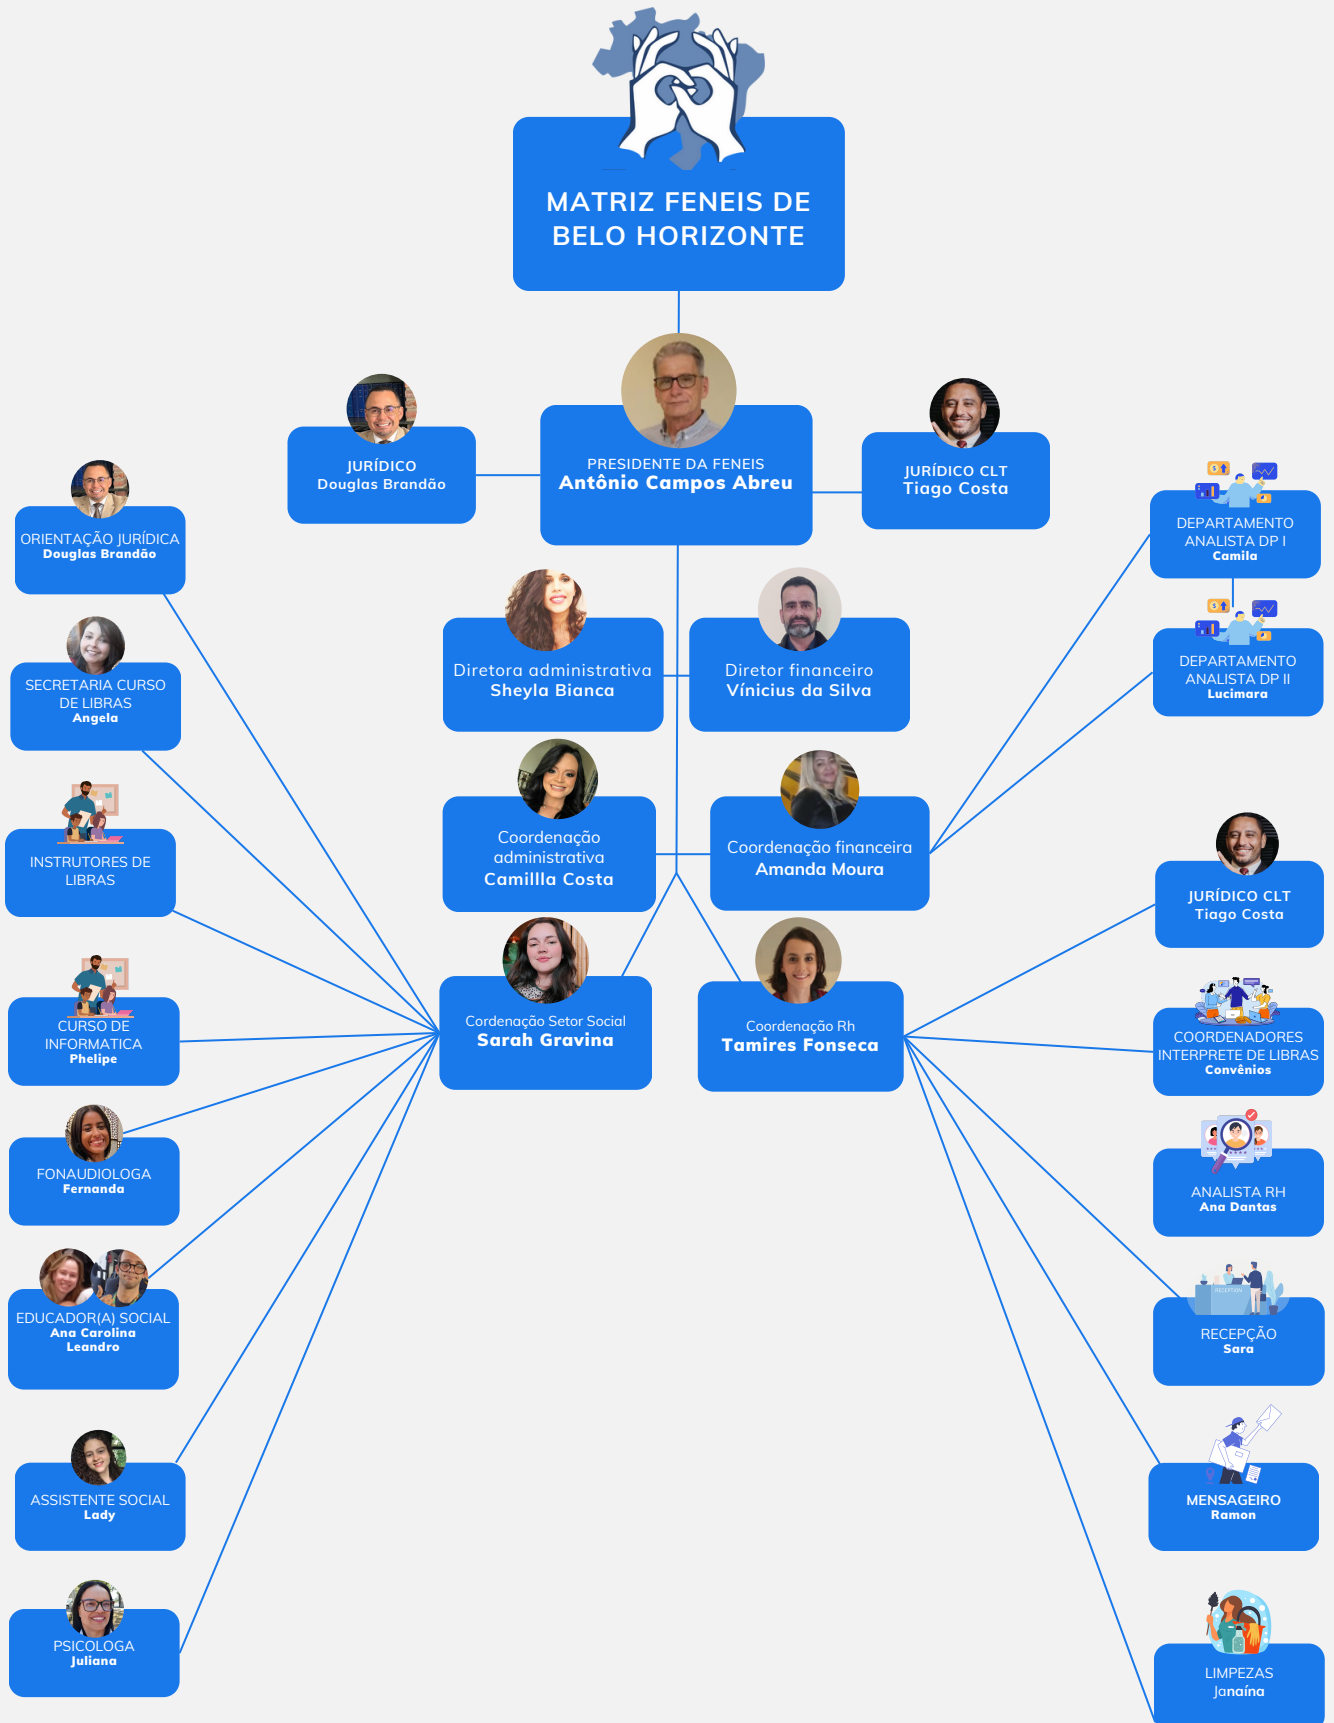 MATRIZ FENEIS DE
BELO HORIZONTE
PRESIDENTE DA FENEIS
Antônio Campos Abreu
JURÍDICO
Douglas Brandão
JURÍDICO CLT
Tiago Costa
Diretora administrativa
Sheyla Bianca
Diretor financeiro
Vínicius da Silva
Coordenação
administrativa
Camillla Costa
Coordenação financeira
Amanda Moura
Cordenação Setor Social
Sarah Gravina
Coordenação Rh
Tamires Fonseca
ORIENTAÇÃO JURÍDICA
Douglas Brandão
SECRETARIA CURSO
DE LIBRAS
Angela
INSTRUTORES DE
LIBRAS
CURSO DE
INFORMATICA
Phelipe
FONAUDIOLOGA
Fernanda
EDUCADOR(A) SOCIAL
Ana Carolina
Leandro
ASSISTENTE SOCIAL
Lady
PSICOLOGA
Juliana
DEPARTAMENTO
ANALISTA DP I
Camila
DEPARTAMENTO
ANALISTA DP II
Lucimara
JURÍDICO CLT
Tiago Costa
COORDENADORES
INTERPRETE DE LIBRAS
Convênios
ANALISTA RH
Ana Dantas
RECEPTION
RECEPÇÃO
Sara
MENSAGEIRO
Ramon
LIMPEZAS
Janaína